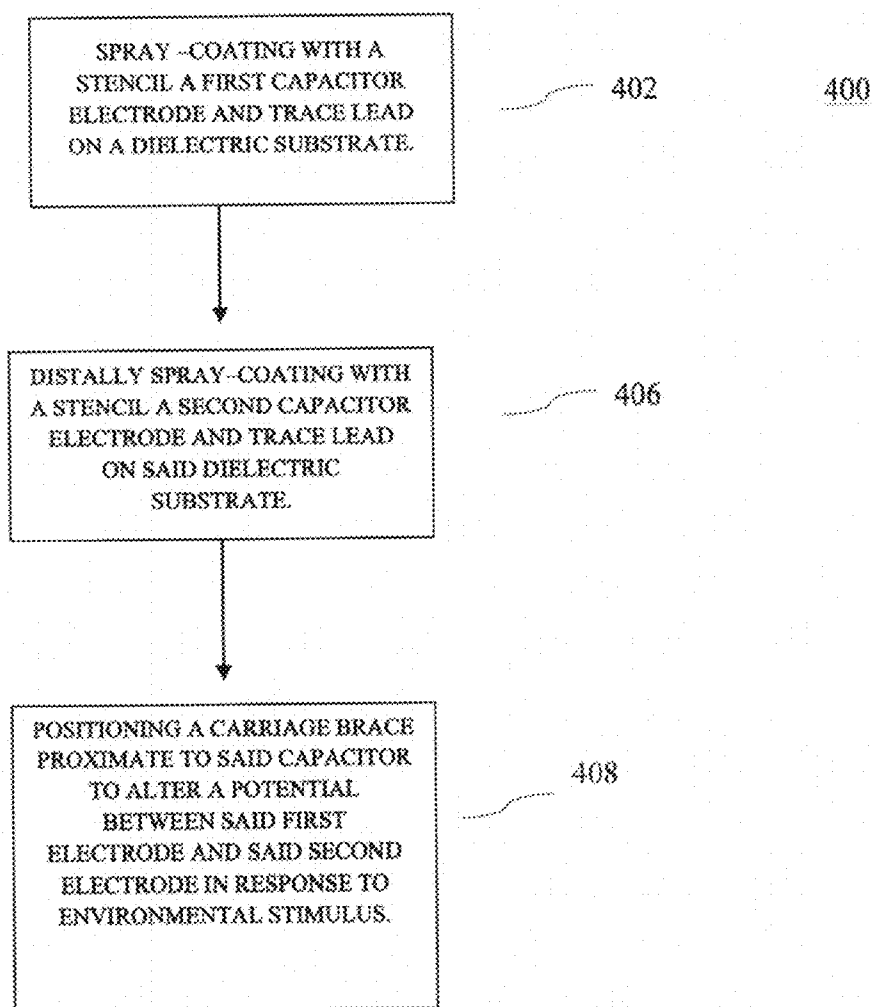 SPRAY –COATING WITH A
STENCIL A FIRST CAPACITOR
ELECTRODE AND TRACE LEAD
ON A DIELECTRIC SUBSTRATE.
402
400
DISTALLY SPRAY–COATING WITH
A STENCIL A SECOND CAPACITOR
ELECTRODE AND TRACE LEAD
ON SAID DIELECTRIC
SUBSTRATE.
406
POSITIONING A CARRIAGE BRACE
PROXIMATE TO SAID CAPACITOR
TO ALTER A POTENTIAL
BETWEEN SAID FIRST
ELECTRODE AND SAID SECOND
ELECTRODE IN RESPONSE TO
ENVIRONMENTAL STIMULUS.
408